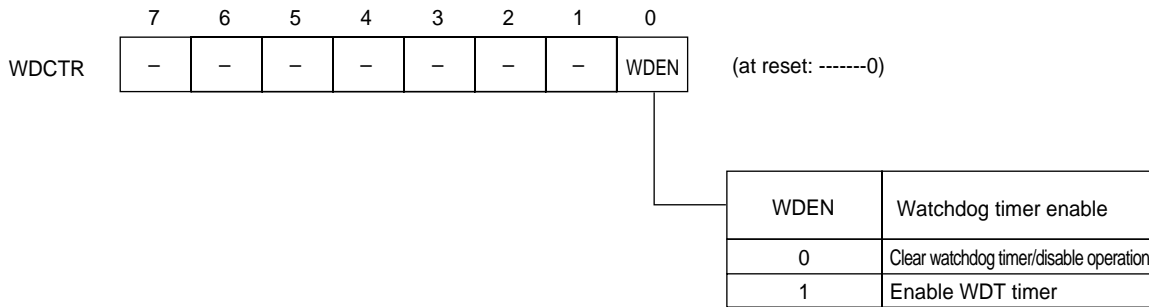 7 6 5 4 3 2 1 0
WDCTR – – – – – – – WDEN (at reset: -------0)
WDEN Watchdog timer enable
0 Clear watchdog timer/disable operation
1 Enable WDT timer